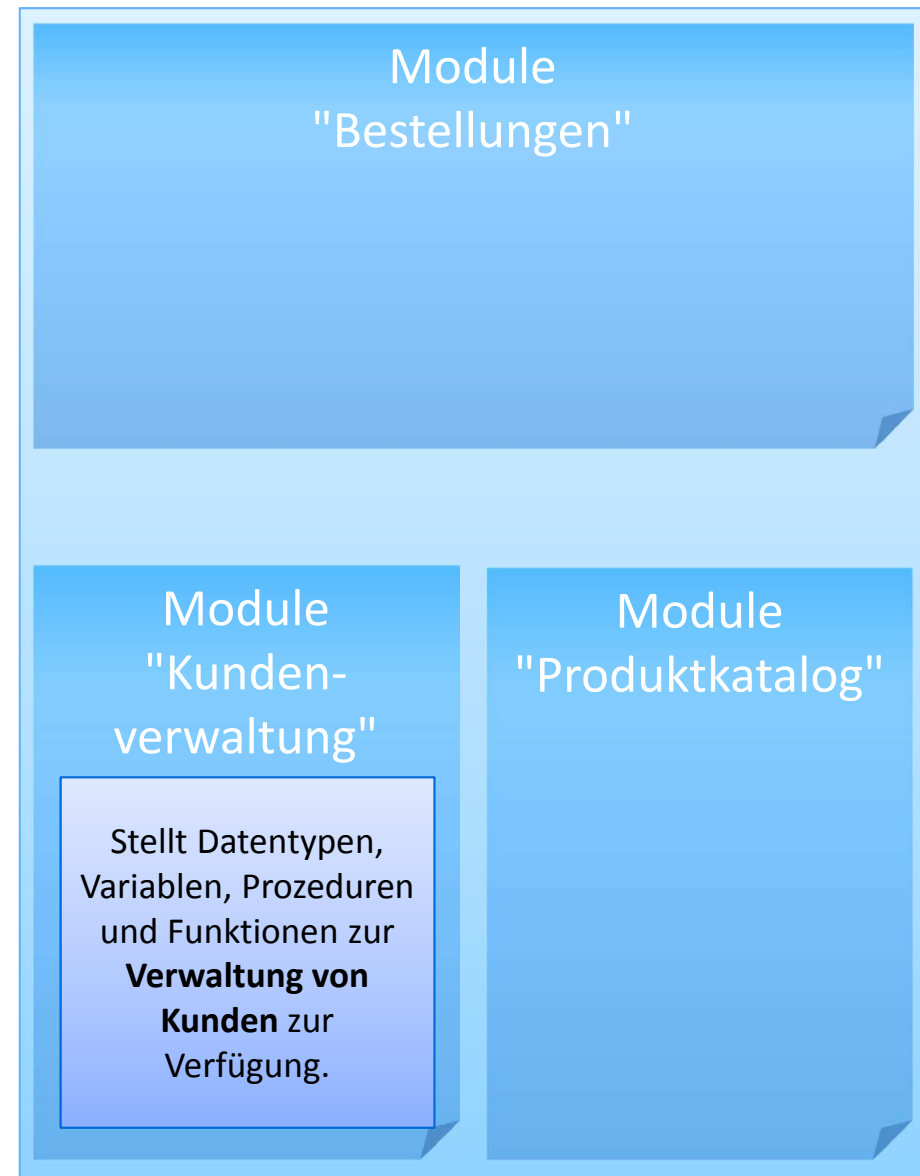 Module
"Bestellungen"
Module
"Kunden-
verwaltung"
Stellt Datentypen,
Variablen, Prozeduren
und Funktionen zur
Verwaltung von
Kunden zur
Verfügung.
Module
"Produktkatalog"